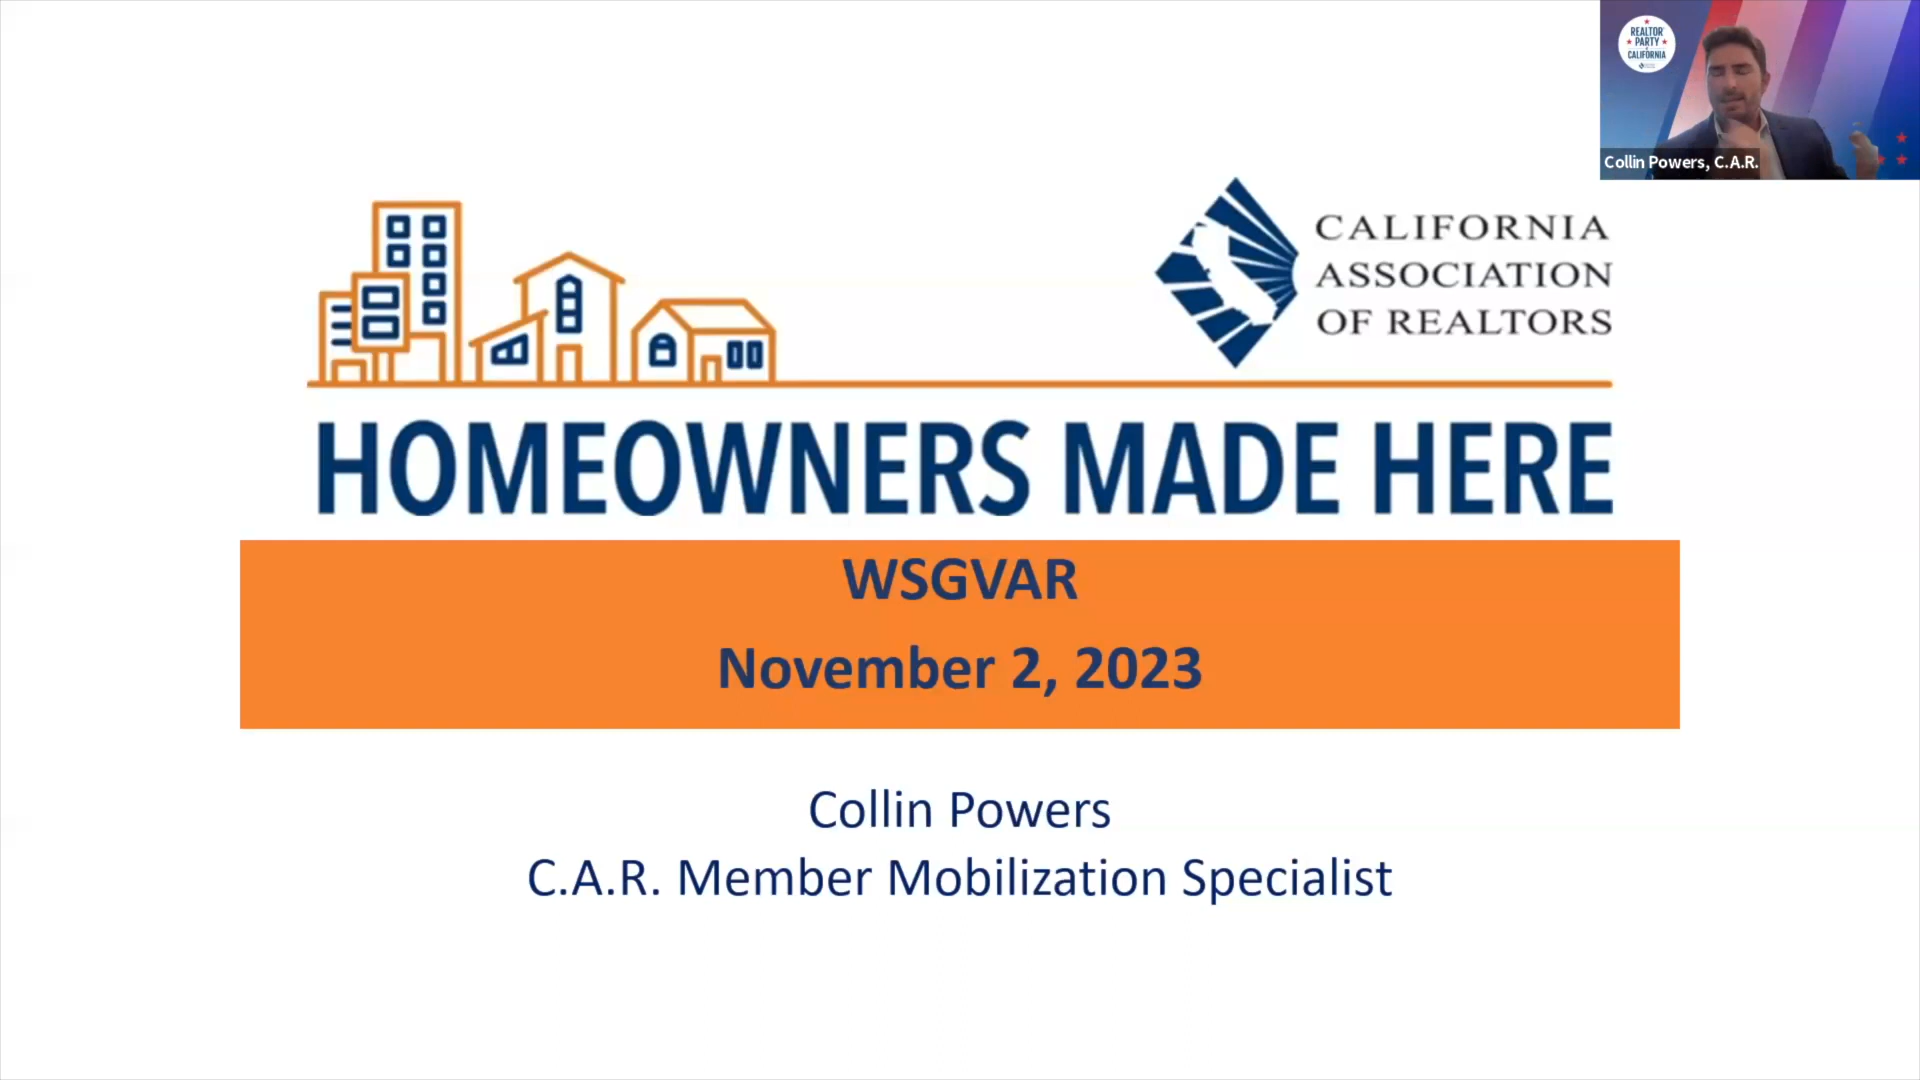 REALTOR
PARTY
CALIFORNIA
Collin Powers, C.A.R.
CALIFORNIA
ASSOCIATION
OF REALTORS
HOMEOWNERS MADE HERE
WSGVAR
November 2, 2023
Collin Powers
C.A.R. Member Mobilization Specialist